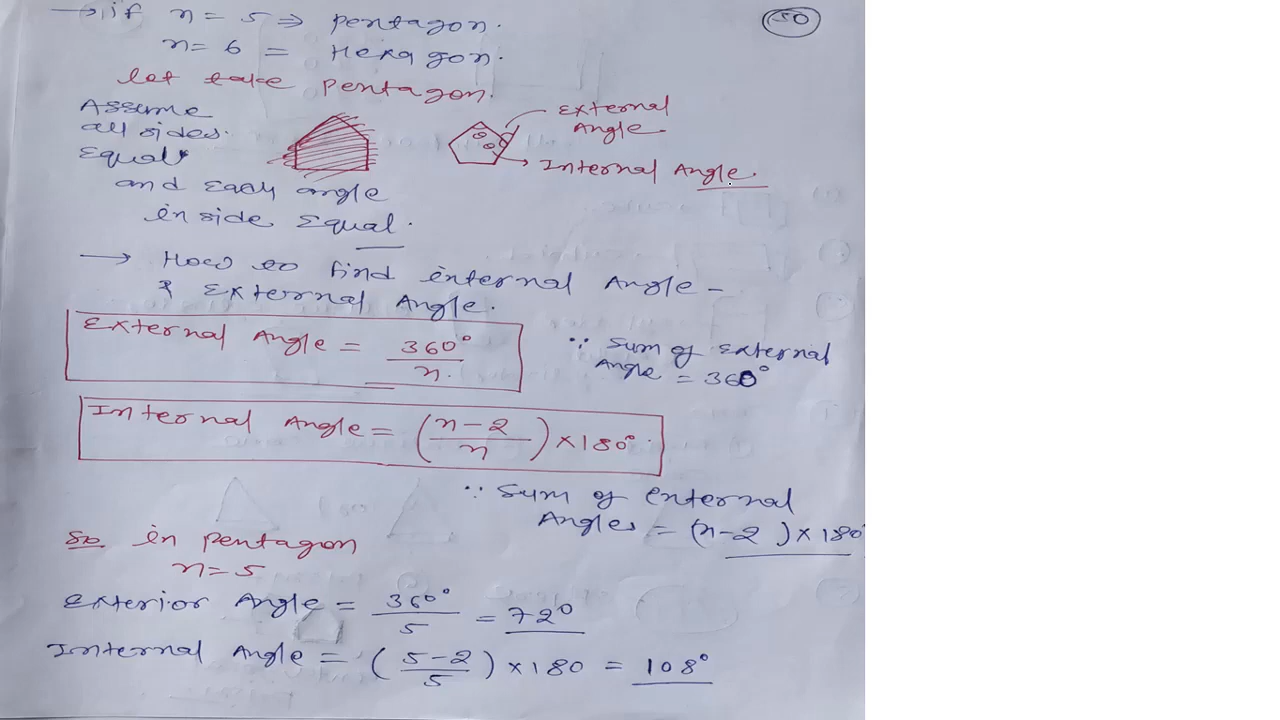 → if n = 5 ⇒ pentagon.
50
n = 6 = Hexagon.
let take pentagon.
Assume
all sides.
Equal
and Each angle
inside Equal.
External
Angle.
Internal Angle.
→ How to find internal Angle -
& External Angle.
External Angle = 360°/n.
∵ sum of External
Angle = 360°
Internal Angle = (n-2/n) × 180°.
∵ Sum of internal
Angles = (n-2) × 180°
So in pentagon
n = 5
Exterior Angle = 360°/5 = 72°
Internal Angle = (5-2/5) × 180 = 108°